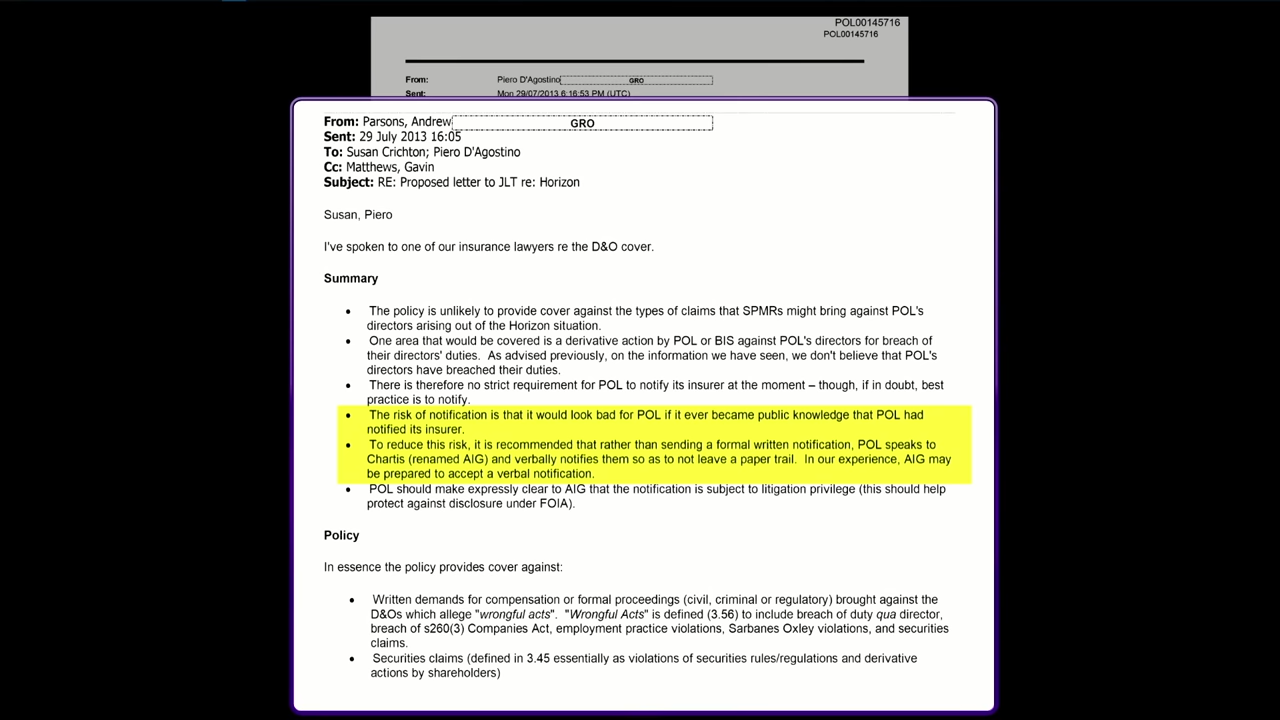 POL00145716
POL00145716
From: Piero D'Agostino GRO
Sent: Mon 29/07/2013 6:16:53 PM (UTC)
From: Parsons, Andrew GRO
Sent: 29 July 2013 16:05
To: Susan Crichton; Piero D'Agostino
Cc: Matthews, Gavin
Subject: RE: Proposed letter to JLT re: Horizon
Susan, Piero
I've spoken to one of our insurance lawyers re the D&O cover.
Summary
• The policy is unlikely to provide cover against the types of claims that SPMRs might bring against POL's
directors arising out of the Horizon situation.
• One area that would be covered is a derivative action by POL or BIS against POL's directors for breach of
their directors' duties. As advised previously, on the information we have seen, we don't believe that POL's
directors have breached their duties.
• There is therefore no strict requirement for POL to notify its insurer at the moment – though, if in doubt, best
practice is to notify.
• The risk of notification is that it would look bad for POL if it ever became public knowledge that POL had
notified its insurer.
• To reduce this risk, it is recommended that rather than sending a formal written notification, POL speaks to
Chartis (renamed AIG) and verbally notifies them so as to not leave a paper trail. In our experience, AIG may
be prepared to accept a verbal notification.
• POL should make expressly clear to AIG that the notification is subject to litigation privilege (this should help
protect against disclosure under FOIA).
Policy
In essence the policy provides cover against:
• Written demands for compensation or formal proceedings (civil, criminal or regulatory) brought against the
D&Os which allege "wrongful acts". "Wrongful Acts" is defined (3.56) to include breach of duty qua director,
breach of s260(3) Companies Act, employment practice violations, Sarbanes Oxley violations, and securities
claims.
• Securities claims (defined in 3.45 essentially as violations of securities rules/regulations and derivative
actions by shareholders)